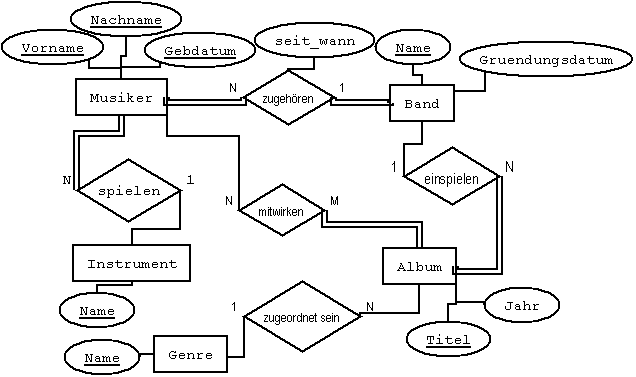 Nachname
Vorname
Gebdatum
seit_wann
Name
Gruendungsdatum
Musiker
N
zugehören
1
Band
N
spielen
1
N
mitwirken
M
1
einspielen
N
Instrument
Name
Album
Jahr
Titel
1
zugeordnet sein
N
Name
Genre